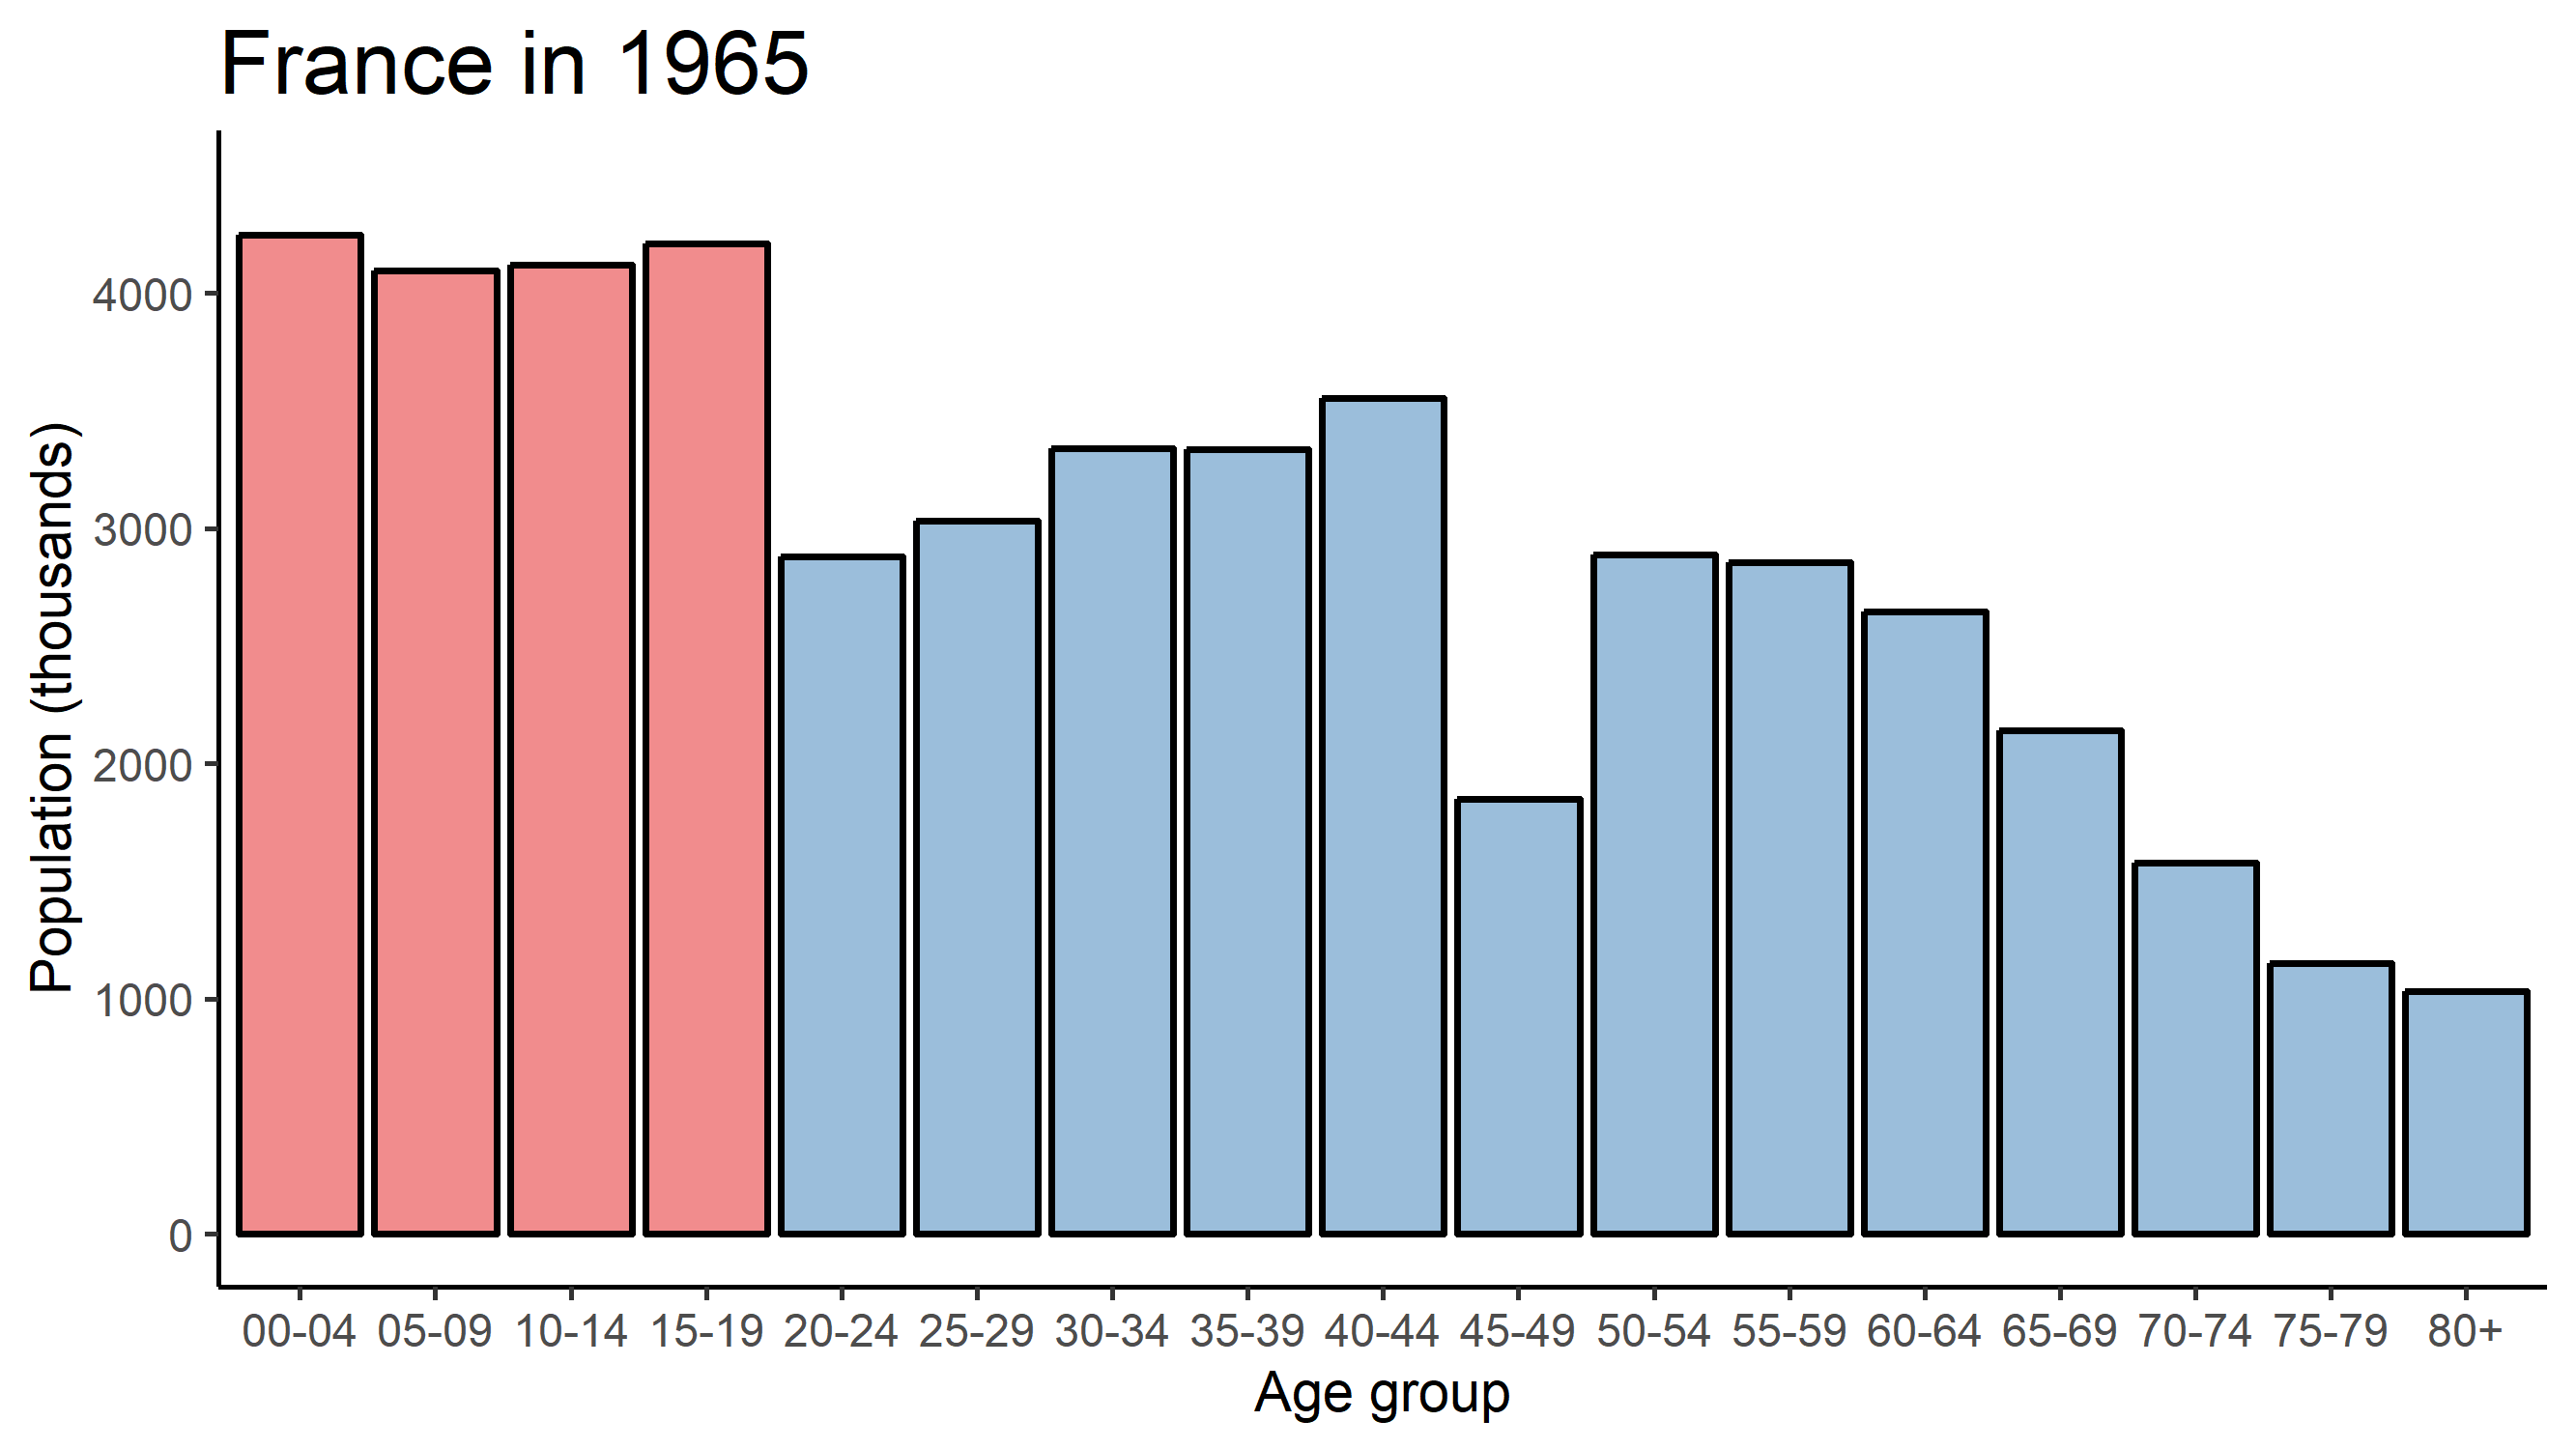 France in 1965
Population (thousands)
4000
3000
2000
1000
0
00-04 05-09 10-14 15-19 20-24 25-29 30-34 35-39 40-44 45-49 50-54 55-59 60-64 65-69 70-74 75-79 80+
Age group